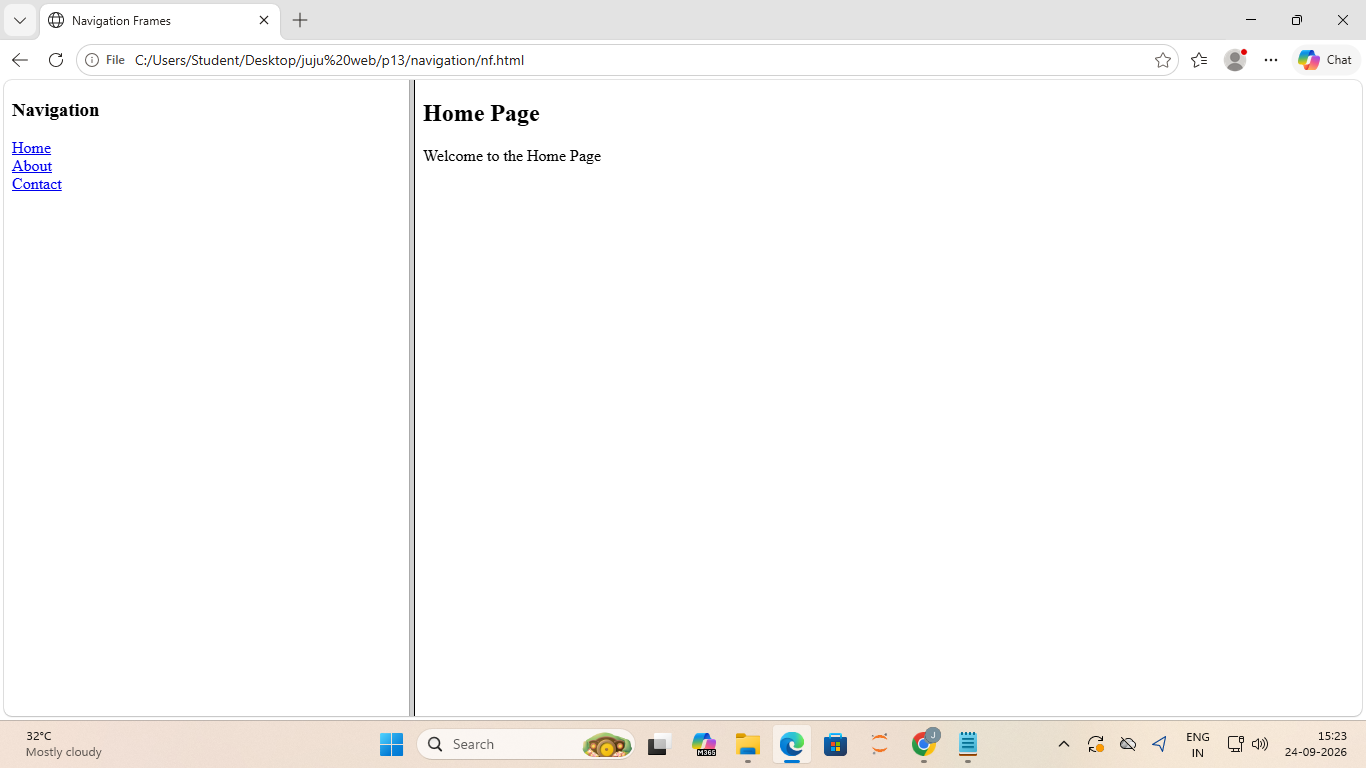 Navigation Frames
File C:/Users/Student/Desktop/juju%20web/p13/navigation/nf.html
Chat
Navigation
Home
About
Contact
Home Page
Welcome to the Home Page
32°C
Mostly cloudy
Search
M365
J
ENG
IN
15:23
24-09-2026